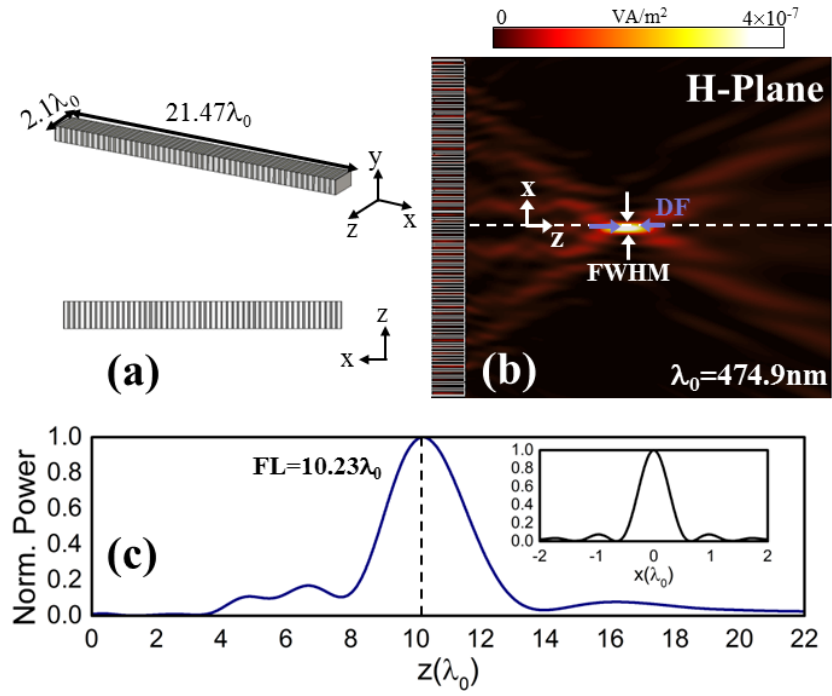 0 VA/m² 4×10⁻⁷
2.1λ₀
21.47λ₀
y
x
z
z
x
(a)
H-Plane
x
DF
z
FWHM
(b)
λ₀=474.9nm
1.0
0.8
0.6
0.4
0.2
0.0
Norm. Power
FL=10.23λ₀
(c)
1.0
0.8
0.6
0.4
0.2
0.0
-2 -1 0 1 2
x(λ₀)
0 2 4 6 8 10 12 14 16 18 20 22
z(λ₀)